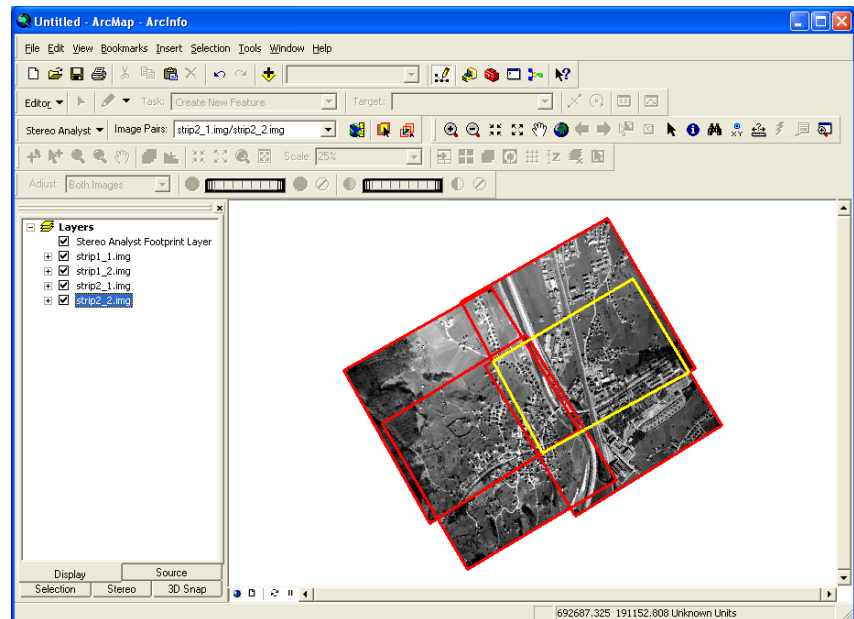 Untitled - ArcMap - ArcInfo
File Edit View Bookmarks Insert Selection Tools Window Help
Editor Task: Create New Feature Target:
Stereo Analyst Image Pairs: strip2_1.img/strip2_2.img
Scale: 25%
Adjust: Both Images
Layers
Stereo Analyst Footprint Layer
strip1_1.img
strip1_2.img
strip2_1.img
strip2_2.img
Display Source
Selection Stereo 3D Snap
692687.325 191152.808 Unknown Units